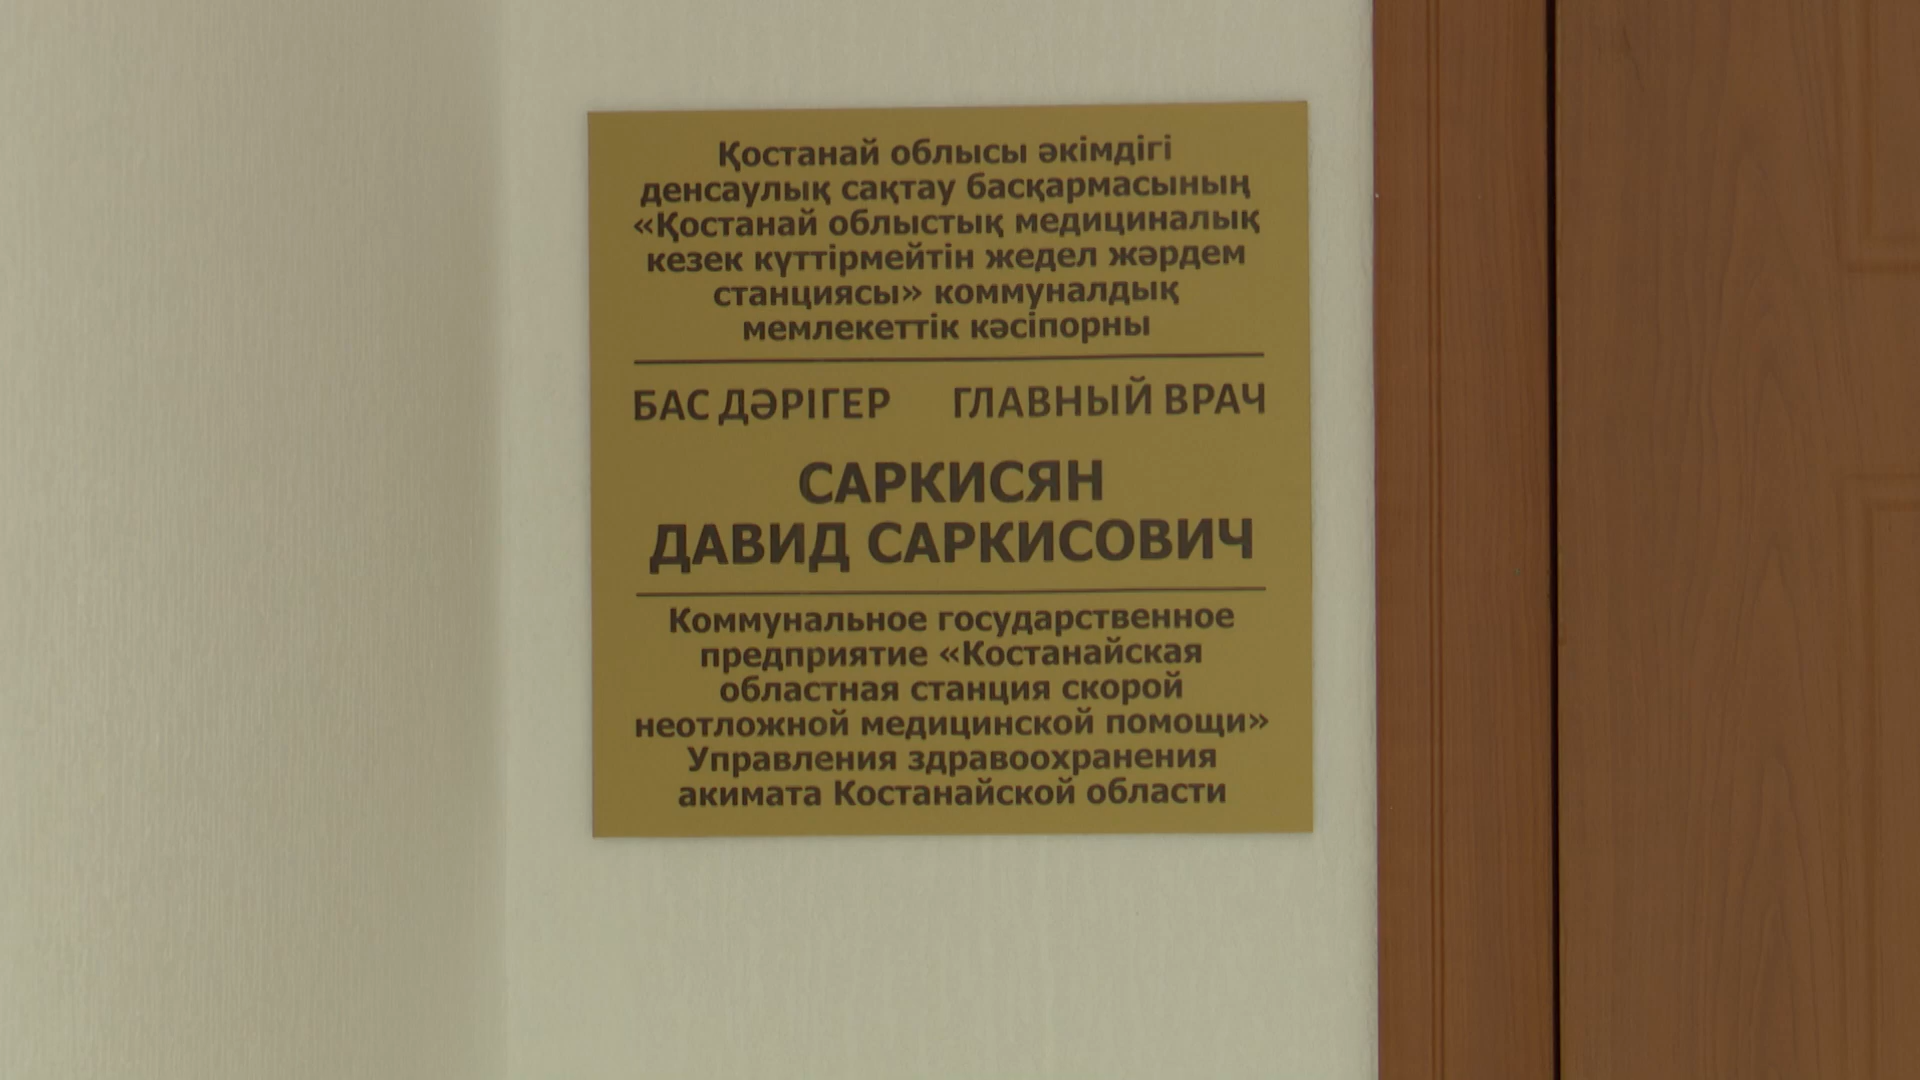 Қостанай облысы әкімдігі
денсаулық сақтау басқармасының
«Қостанай облыстық медициналық
кезек күттірмейтін жедел жәрдем
станциясы» коммуналдық
мемлекеттік кәсіпорны
БАС ДӘРІГЕР ГЛАВНЫЙ ВРАЧ
САРКИСЯН
ДАВИД САРКИСОВИЧ
Коммунальное государственное
предприятие «Костанайская
областная станция скорой
неотложной медицинской помощи»
Управления здравоохранения
акимата Костанайской области